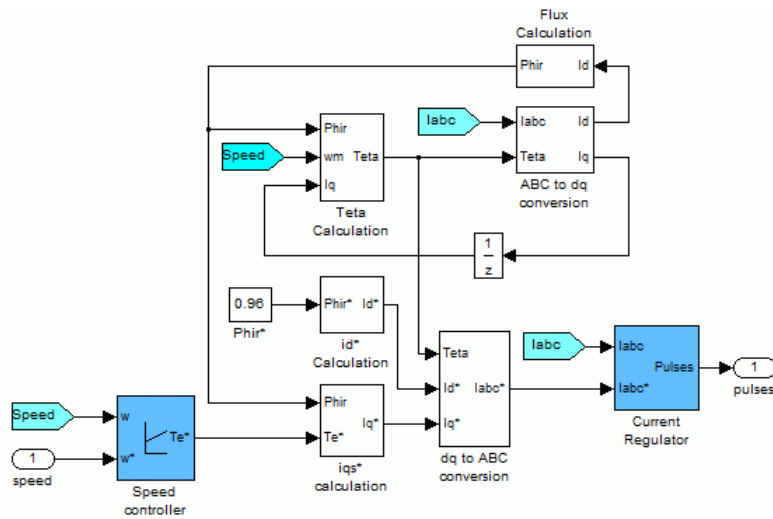 Flux
Calculation
Phir Id
Iabc
Iabc Id
Phir
Speed
wm Teta
Teta Iq
Iq
ABC to dq
conversion
Teta
Calculation
1
z
0.96
Phir* Id*
Phir*
id*
Calculation
Iabc
Iabc
Teta
Pulses
1
Id* Iabc*
Iabc*
pulses
Phir
Speed
w
Iq*
Iq*
Current
Regulator
Te*
Te*
1
w*
dq to ABC
conversion
iqs*
calculation
speed
Speed
controller